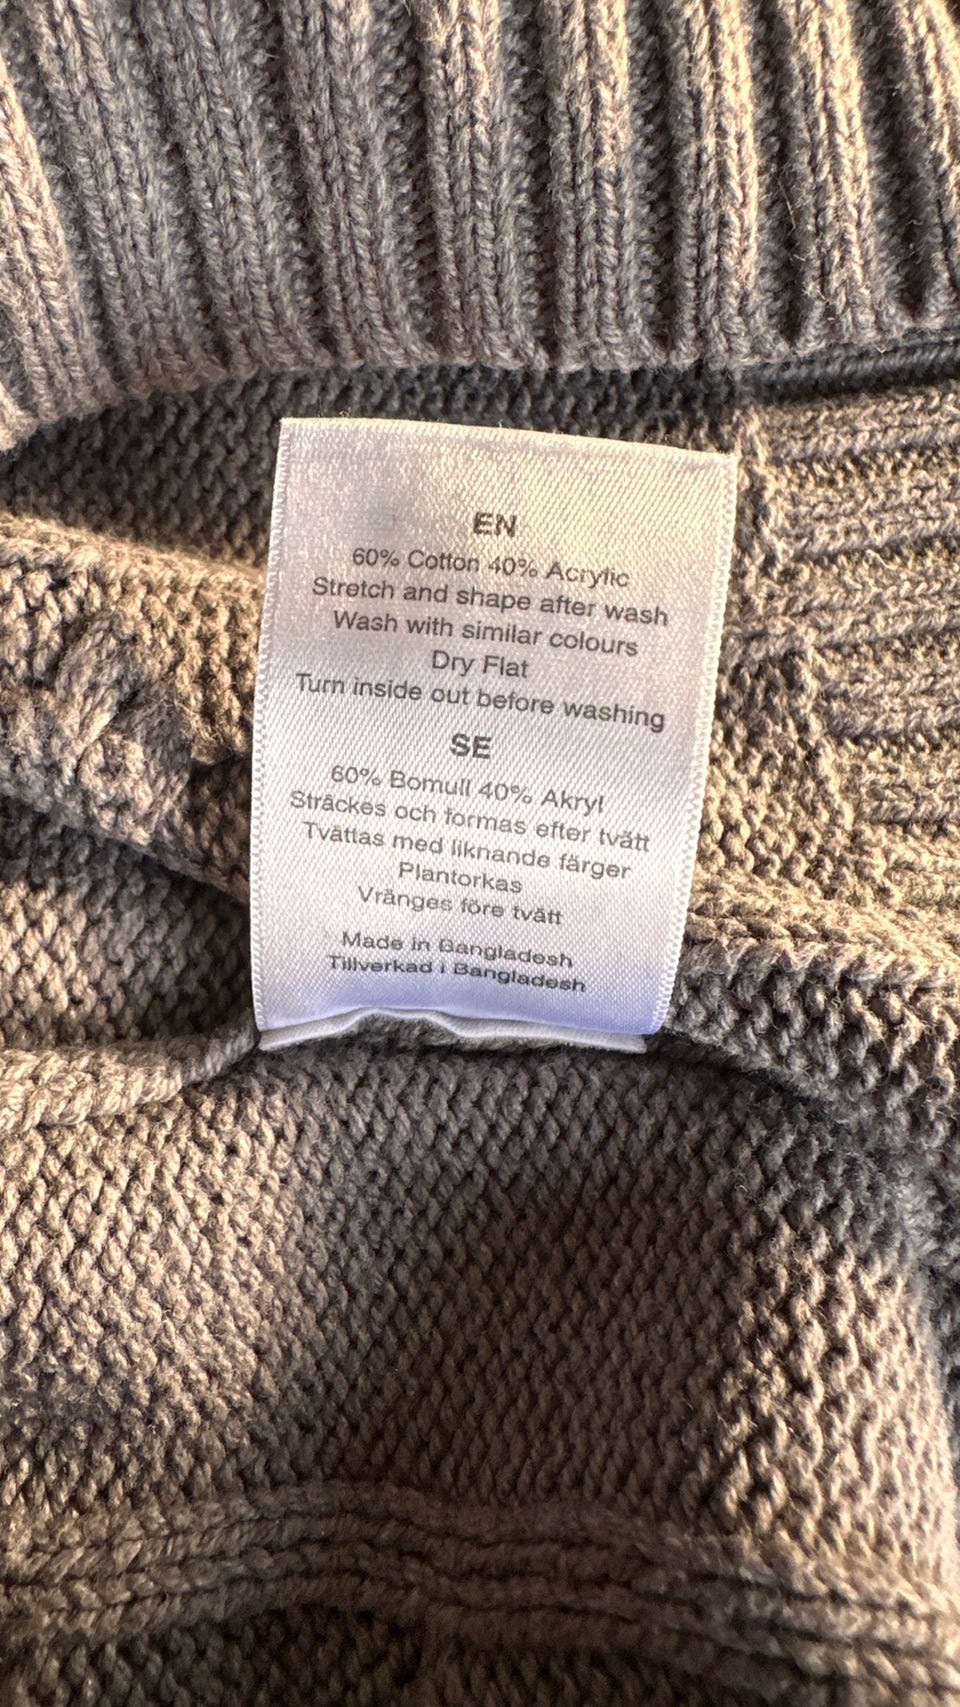 EN
60% Cotton 40% Acrylic
Stretch and shape after wash
Wash with similar colours
Dry Flat
Turn inside out before washing
SE
60% Bomull 40% Akryl
Sträckes och formas efter tvätt
Tvättas med liknande färger
Plantorkas
Vränges före tvätt
Made in Bangladesh
Tillverkad i Bangladesh